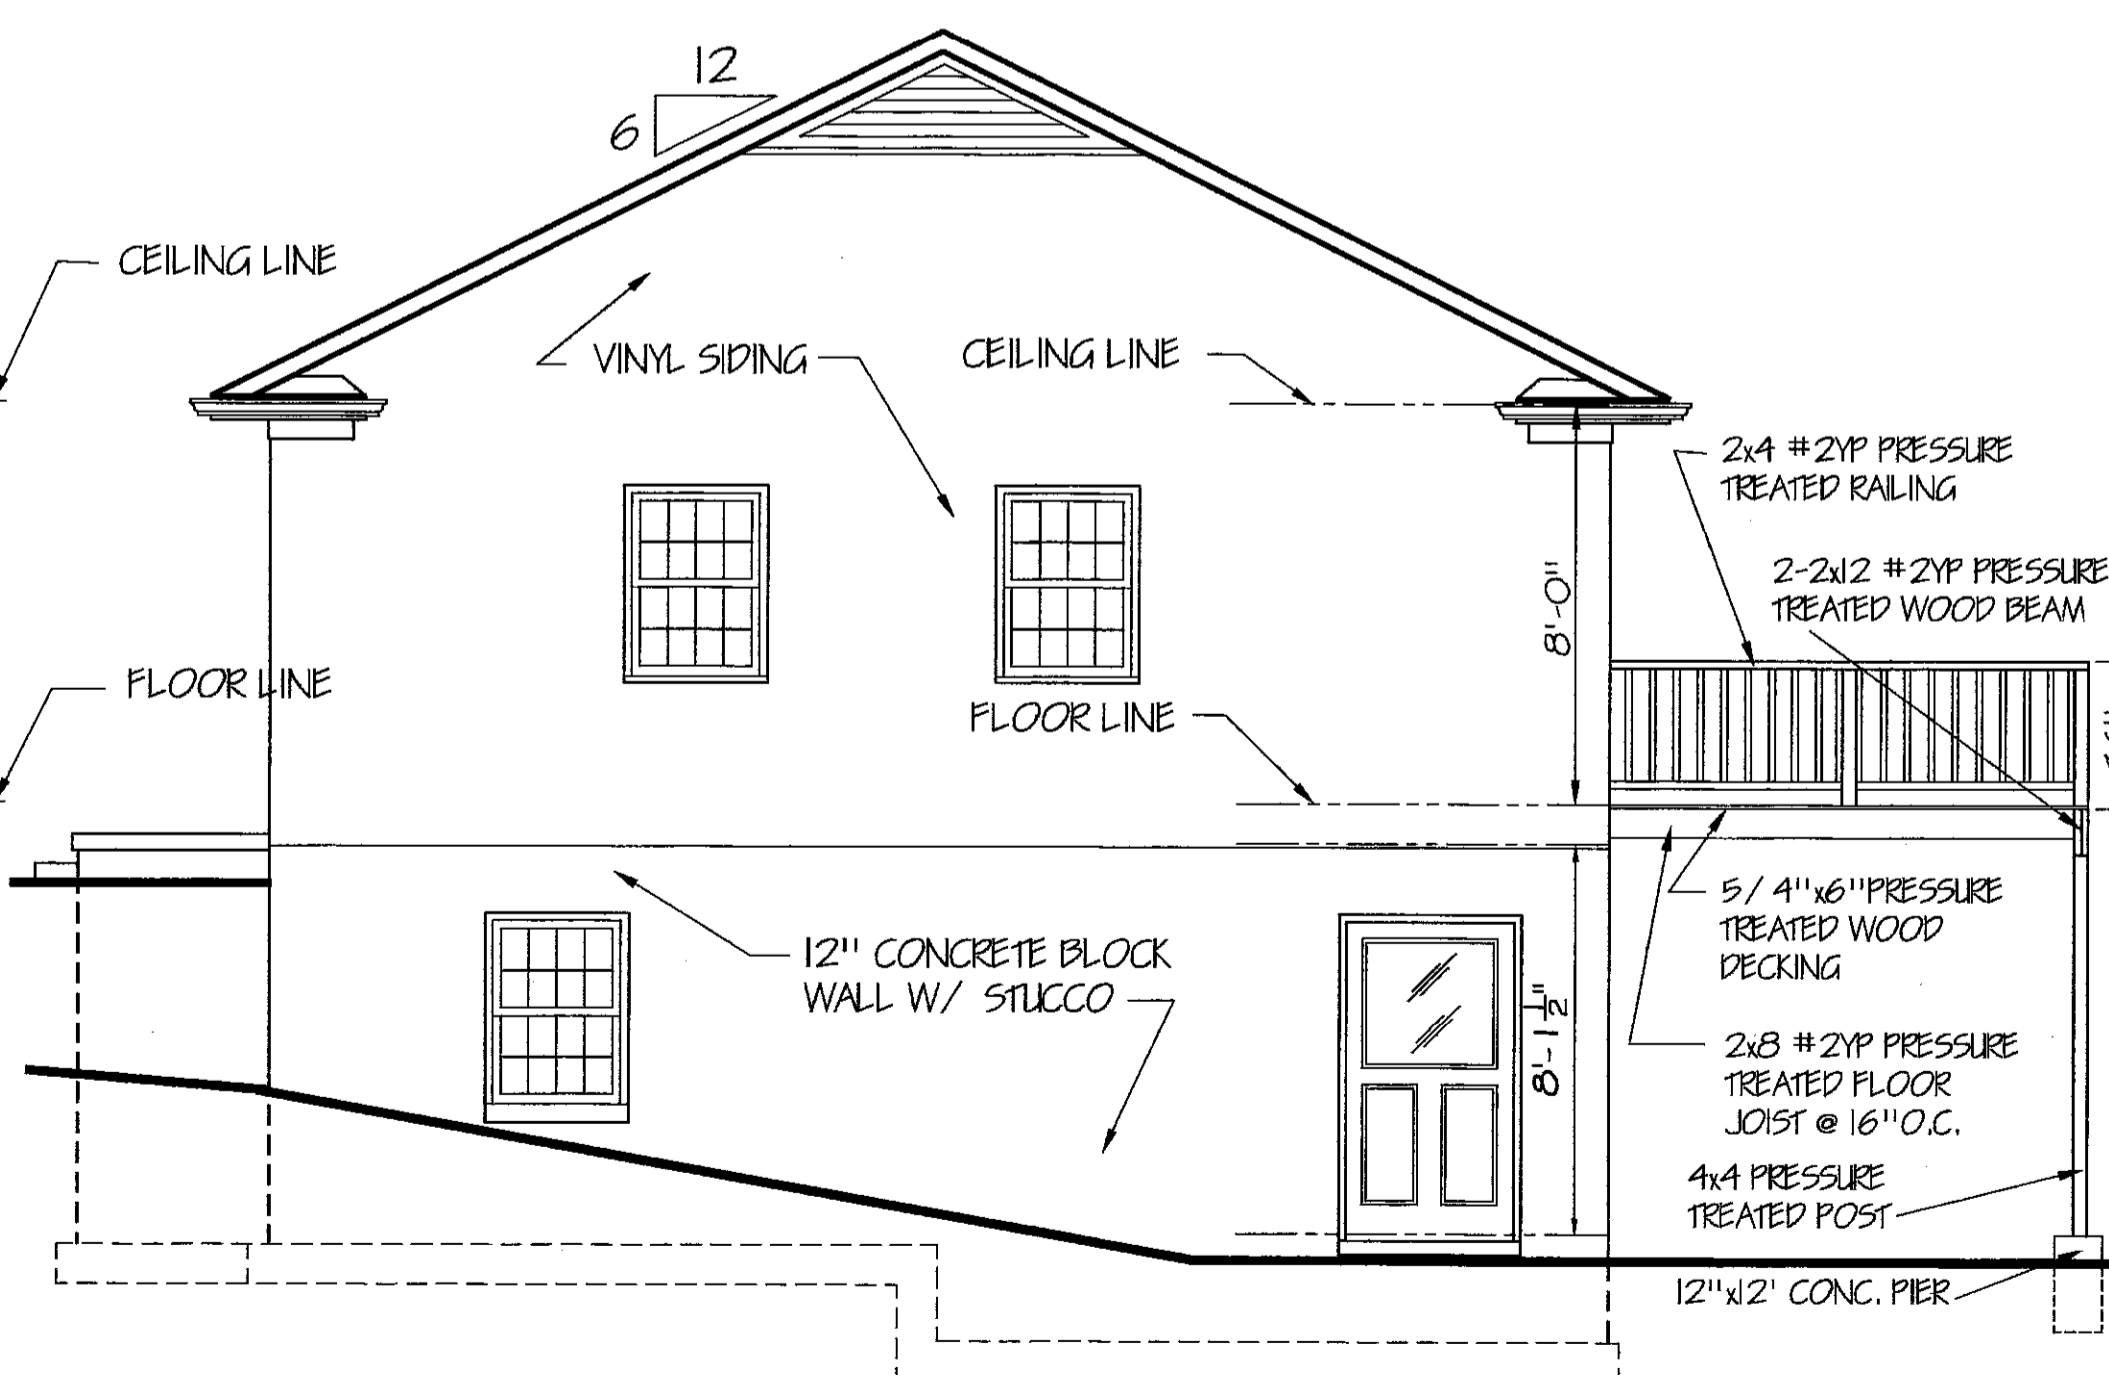 12
6
CEILING LINE
VINYL SIDING
CEILING LINE
2x4 #2YP PRESSURE
TREATED RAILING
2-2x12 #2YP PRESSURE
TREATED WOOD BEAM
8'-0"
FLOOR LINE
FLOOR LINE
5/4"x6"PRESSURE
TREATED WOOD
DECKING
12" CONCRETE BLOCK
WALL W/ STUCCO
8'-1 1/2"
2x8 #2YP PRESSURE
TREATED FLOOR
JOIST @ 16"O.C.
4x4 PRESSURE
TREATED POST
12"x12' CONC. PIER